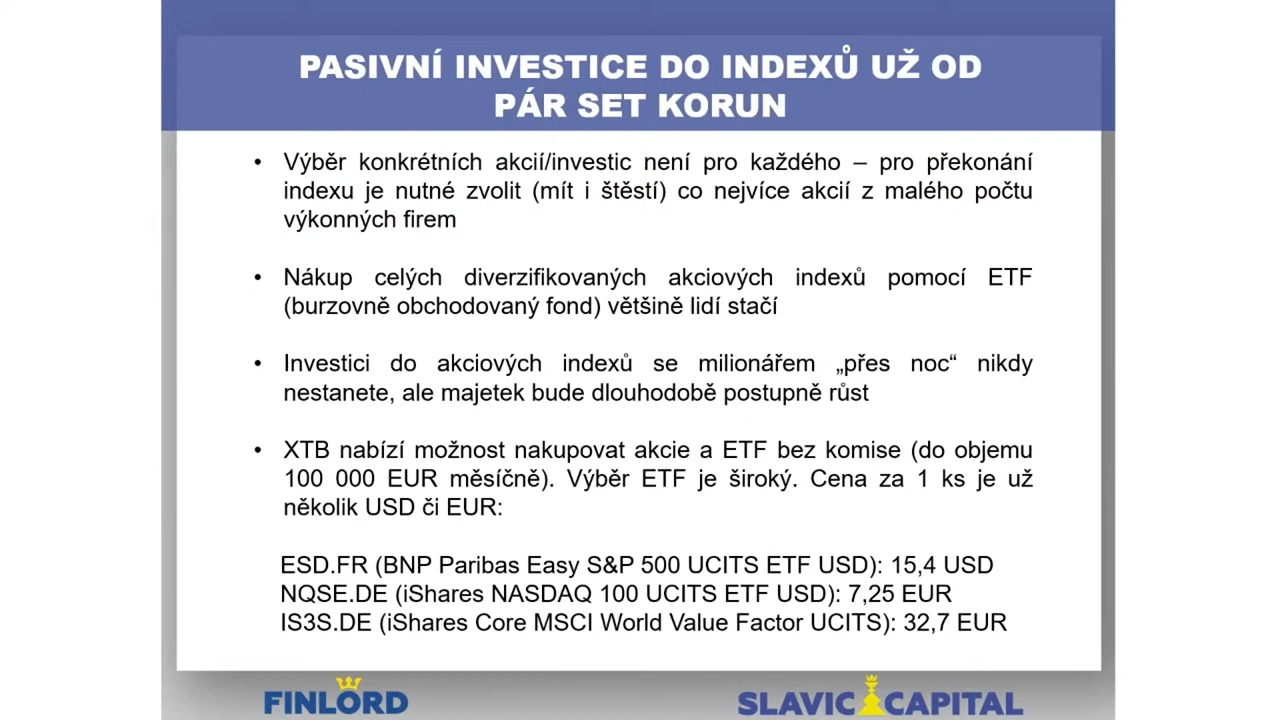 PASIVNÍ INVESTICE DO INDEXŮ UŽ OD
PÁR SET KORUN
• Výběr konkrétních akcií/investic není pro každého – pro překonání
indexu je nutné zvolit (mít i štěstí) co nejvíce akcií z malého počtu
výkonných firem
• Nákup celých diverzifikovaných akciových indexů pomocí ETF
(burzovně obchodovaný fond) většině lidí stačí
• Investici do akciových indexů se milionářem „přes noc“ nikdy
nestanete, ale majetek bude dlouhodobě postupně růst
• XTB nabízí možnost nakupovat akcie a ETF bez komise (do objemu
100 000 EUR měsíčně). Výběr ETF je široký. Cena za 1 ks je už
několik USD či EUR:
ESD.FR (BNP Paribas Easy S&P 500 UCITS ETF USD): 15,4 USD
NQSE.DE (iShares NASDAQ 100 UCITS ETF USD): 7,25 EUR
IS3S.DE (iShares Core MSCI World Value Factor UCITS): 32,7 EUR
FINLORD
SLAVIC CAPITAL